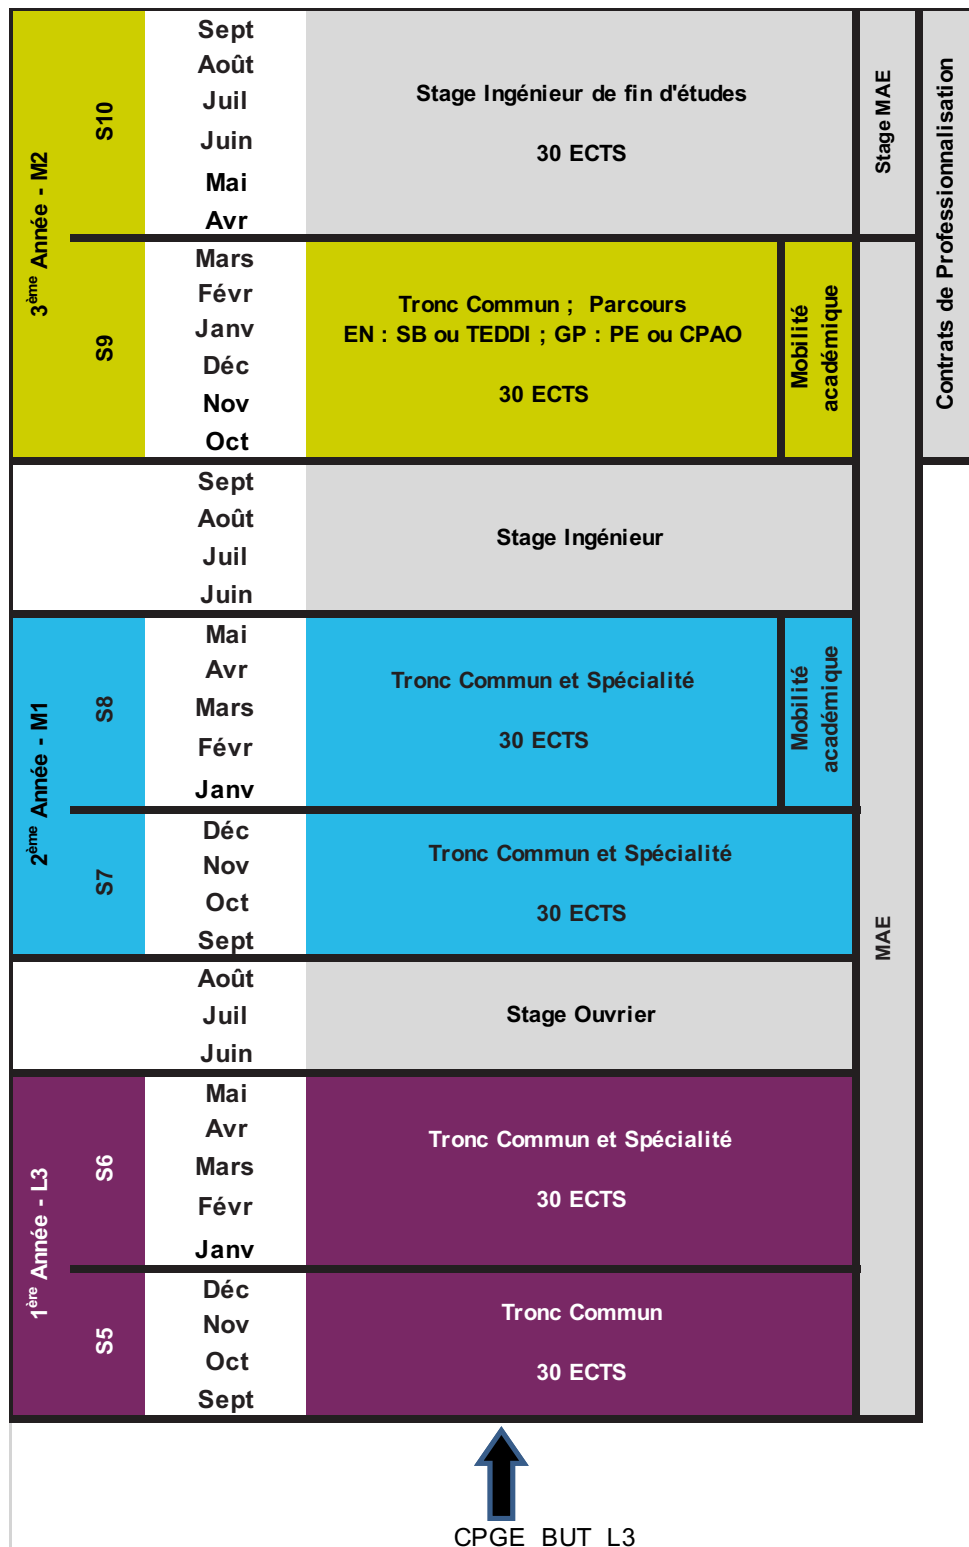 3ème Année - M2
S10
Sept
Août
Juil
Juin
Mai
Avr
Stage Ingénieur de fin d'études
30 ECTS
Stage MAE
Contrats de Professionnalisation
S9
Mars
Févr
Janv
Déc
Nov
Oct
Tronc Commun ; Parcours
EN : SB ou TEDDI ; GP : PE ou CPAO
30 ECTS
Mobilité
académique
Sept
Août
Juil
Juin
Stage Ingénieur
2ème Année - M1
S8
Mai
Avr
Mars
Févr
Janv
Tronc Commun et Spécialité
30 ECTS
Mobilité
académique
S7
Déc
Nov
Oct
Sept
Tronc Commun et Spécialité
30 ECTS
MAE
Août
Juil
Juin
Stage Ouvrier
1ère Année - L3
S6
Mai
Avr
Mars
Févr
Janv
Tronc Commun et Spécialité
30 ECTS
S5
Déc
Nov
Oct
Sept
Tronc Commun
30 ECTS
CPGE BUT L3